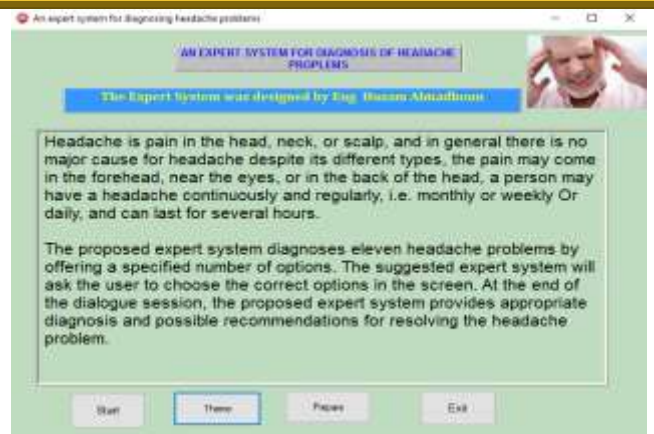 An expert system for diagnosing headache problems
AN EXPERT SYSTEM FOR DIAGNOSIS OF HEADACHE
PROPLEMS
The Expert System was designed by Eng. Husam Almadhoun
Headache is pain in the head, neck, or scalp, and in general there is no
major cause for headache despite its different types, the pain may come
in the forehead, near the eyes, or in the back of the head, a person may
have a headache continuously and regularly, i.e. monthly or weekly Or
daily, and can last for several hours.
The proposed expert system diagnoses eleven headache problems by
offering a specified number of options. The suggested expert system will
ask the user to choose the correct options in the screen. At the end of
the dialogue session, the proposed expert system provides appropriate
diagnosis and possible recommendations for resolving the headache
problem.
Start
Exit